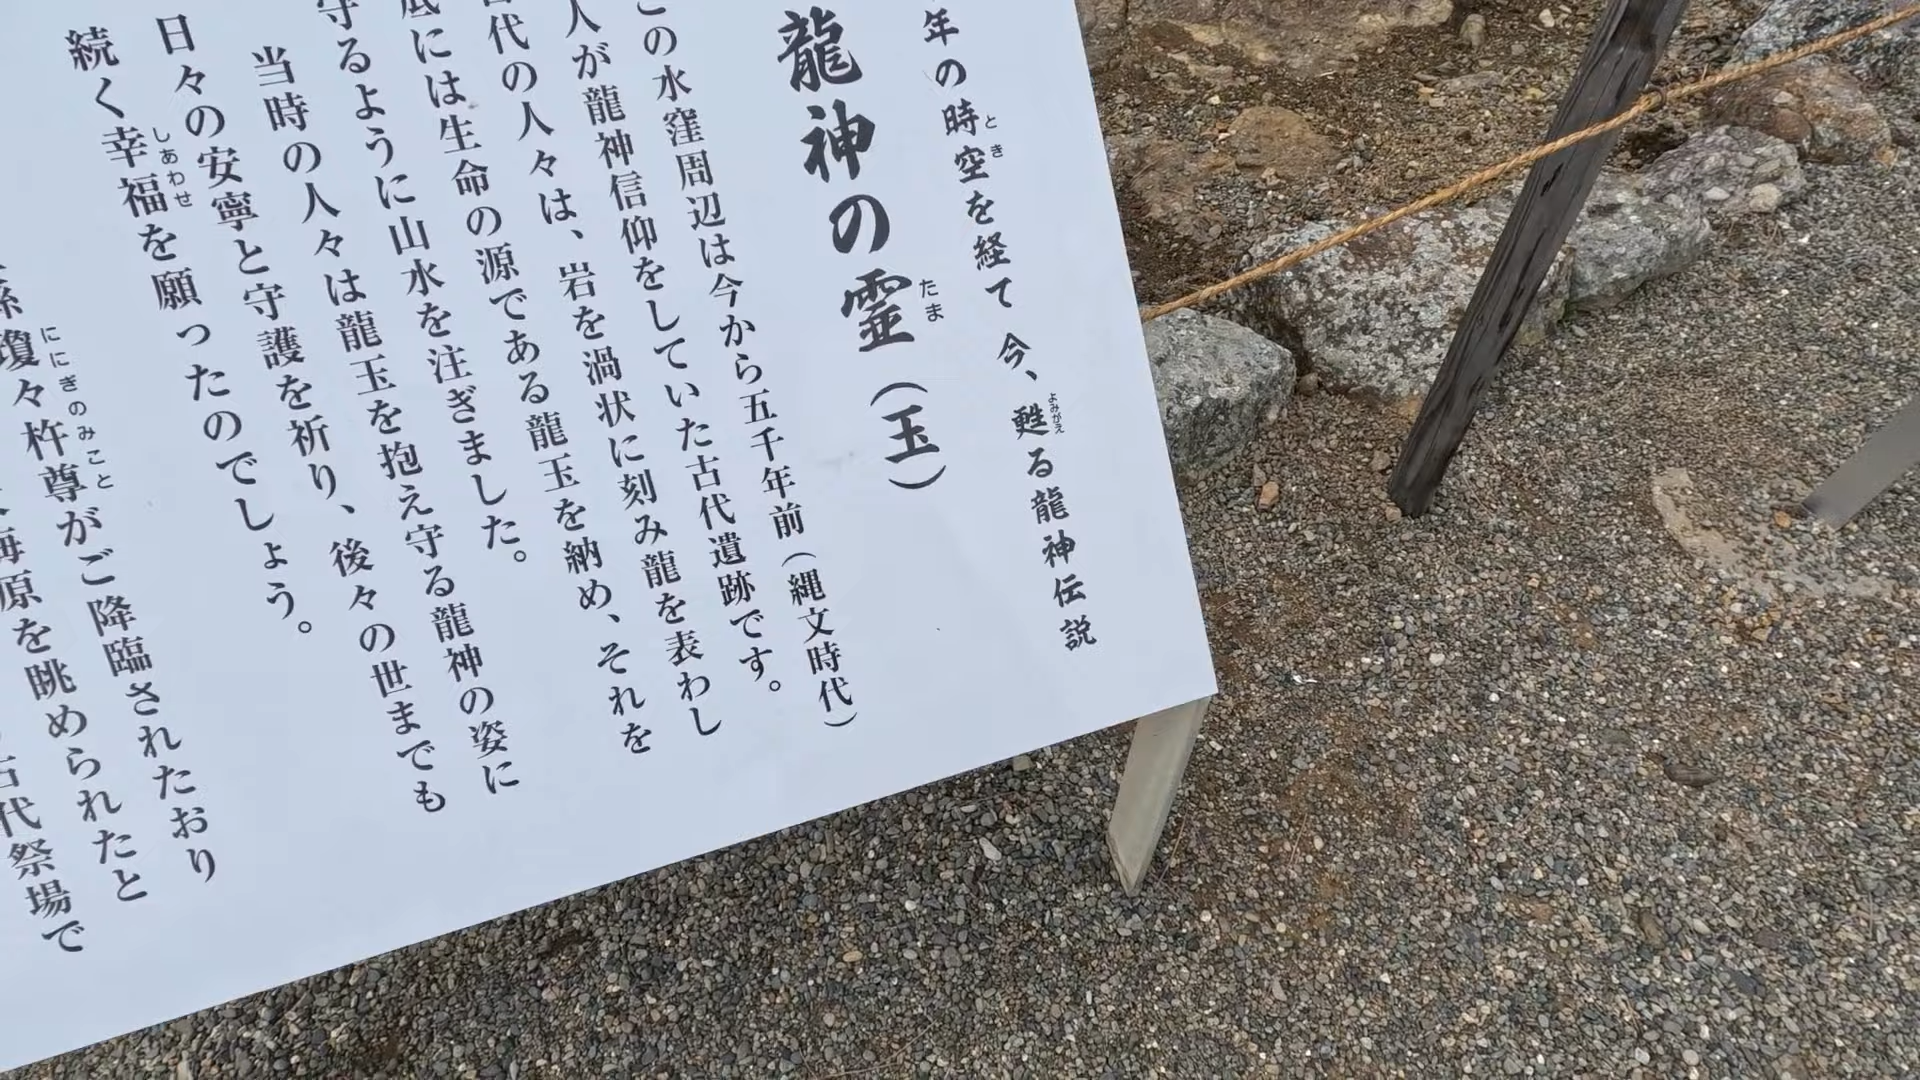 年の時空を経て 今、甦る龍神伝説
龍神の霊(玉)
この水窪周辺は今から五千年前(縄文時代)
人が龍神信仰をしていた古代遺跡です。
古代の人々は、岩を渦状に刻み龍を表わし
底には生命の源である龍玉を納め、それを
守るように山水を注ぎました。
当時の人々は龍玉を抱え守る龍神の姿に
日々の安寧と守護を祈り、後々の世までも
続く幸福を願ったのでしょう。
瓊々杵尊がご降臨されたおり
海原を眺められたと
古代祭場で